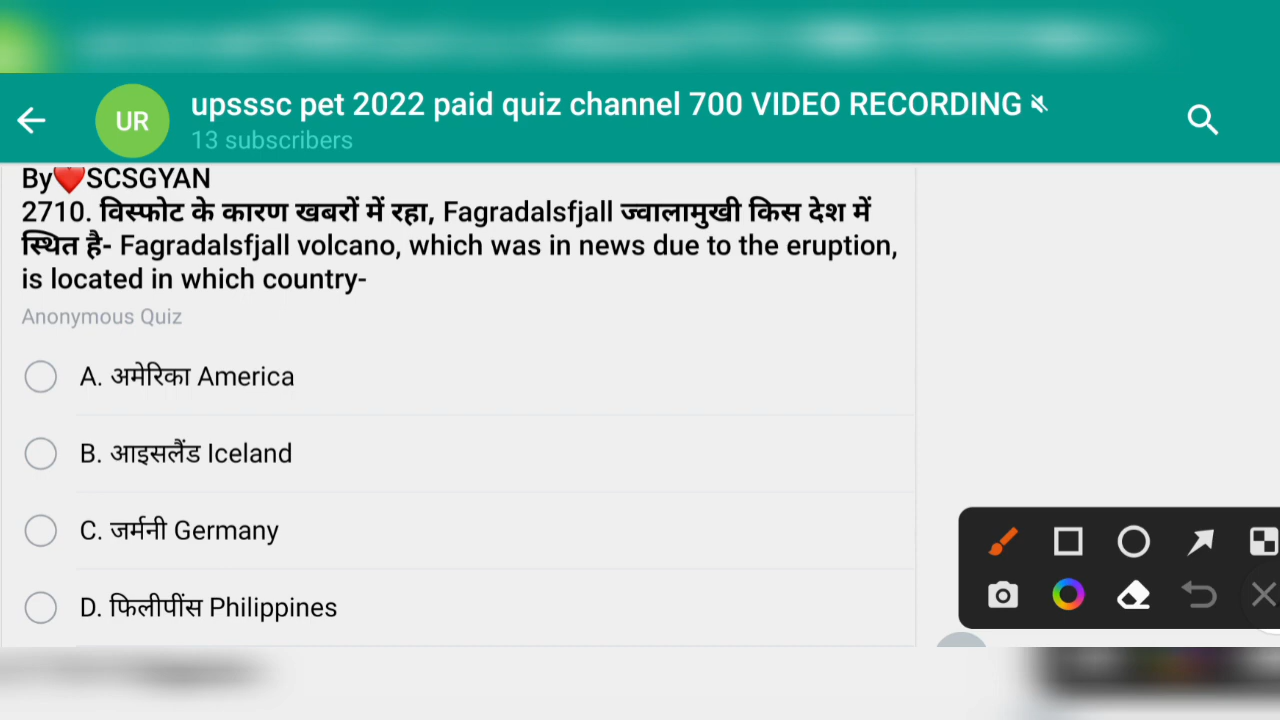 upsssc pet 2022 paid quiz channel 700 VIDEO RECORDING
UR
13 subscribers
By❤️SCSGYAN
2710. विस्फोट के कारण खबरों में रहा, Fagradalsfjall ज्वालामुखी किस देश में
स्थित है- Fagradalsfjall volcano, which was in news due to the eruption,
is located in which country-
Anonymous Quiz
A. अमेरिका America
B. आइसलैंड Iceland
C. जर्मनी Germany
D. फिलीपींस Philippines